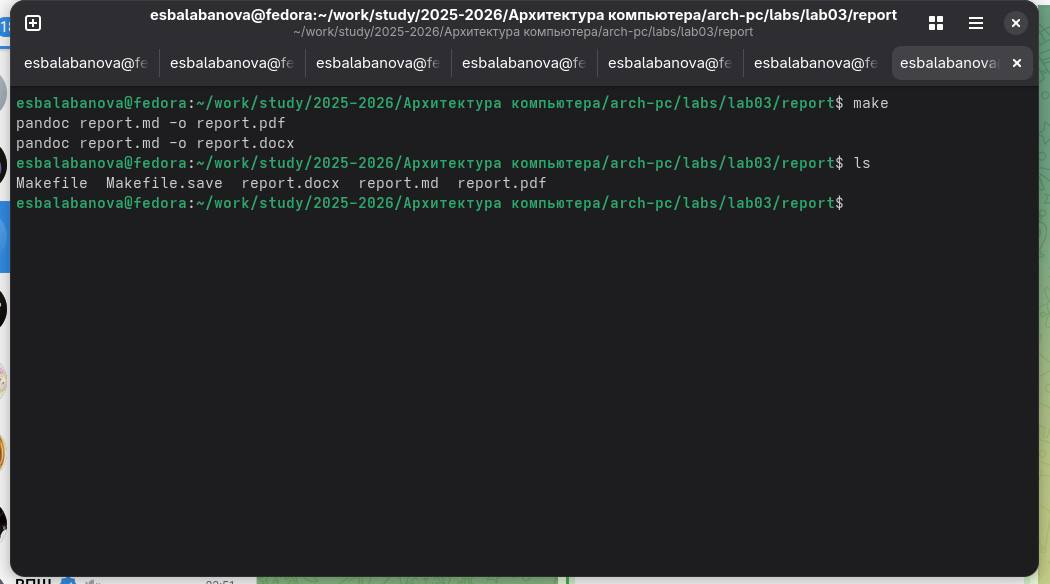 esbalabanova@fedora:~/work/study/2025-2026/Архитектура компьютера/arch-pc/labs/lab03/report
~/work/study/2025-2026/Архитектура компьютера/arch-pc/labs/lab03/report
esbalabanova@fe esbalabanova@fe esbalabanova@fe esbalabanova@fe esbalabanova@fe esbalabanova@fe esbalabanova
esbalabanova@fedora:~/work/study/2025-2026/Архитектура компьютера/arch-pc/labs/lab03/report$ make
pandoc report.md -o report.pdf
pandoc report.md -o report.docx
esbalabanova@fedora:~/work/study/2025-2026/Архитектура компьютера/arch-pc/labs/lab03/report$ ls
Makefile  Makefile.save  report.docx  report.md  report.pdf
esbalabanova@fedora:~/work/study/2025-2026/Архитектура компьютера/arch-pc/labs/lab03/report$